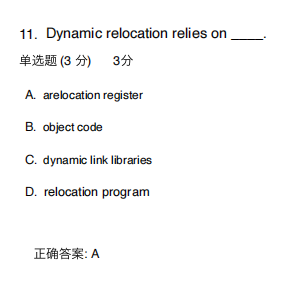 11. Dynamic relocation relies on ____.
单选题 (3 分) 3分
A. arelocation register
B. object code
C. dynamic link libraries
D. relocation program
正确答案: A